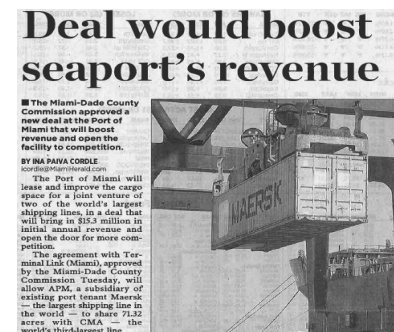 Deal would boost
seaport's revenue
■ The Miami-Dade County
Commission approved a
new deal at the Port of
Miami that will boost
revenue and open the
facility to competition.
BY INA PAIVA CORDLE
icordle@MiamiHerald.com
The Port of Miami will
lease and improve the cargo
space for a joint venture of
two of the world's largest
shipping lines, in a deal that
will bring in $15.3 million in
initial annual revenue and
open the door for more com-
petition.
The agreement with Ter-
minal Link (Miami), approved
by the Miami-Dade County
Commission Tuesday, will
allow APM, a subsidiary of
existing port tenant Maersk
— the largest shipping line in
the world — to share 71.32
acres with CMA — the
world's third-largest line
MAERSK